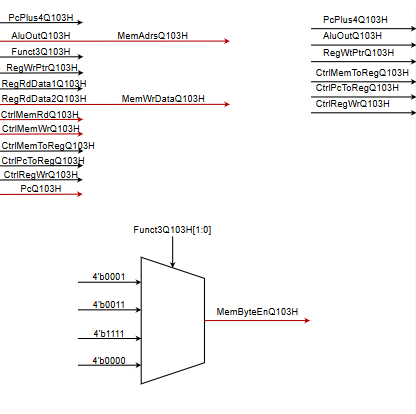 PcPlus4Q103H
AluOutQ103H
MemAdrsQ103H
Funct3Q103H
RegWrPtrQ103H
RegRdData1Q103H
RegRdData2Q103H
MemWrDataQ103H
CtrlMemRdQ103H
CtrlMemWrQ103H
CtrlMemToRegQ103H
CtrlPcToRegQ103H
CtrlRegWrQ103H
PcQ103H
PcPlus4Q103H
AluOutQ103H
RegWtPtrQ103H
CtrlMemToRegQ103H
CtrlPcToRegQ103H
CtrlRegWrQ103H
Funct3Q103H[1:0]
4'b0001
4'b0011
4'b1111
4'b0000
MemByteEnQ103H